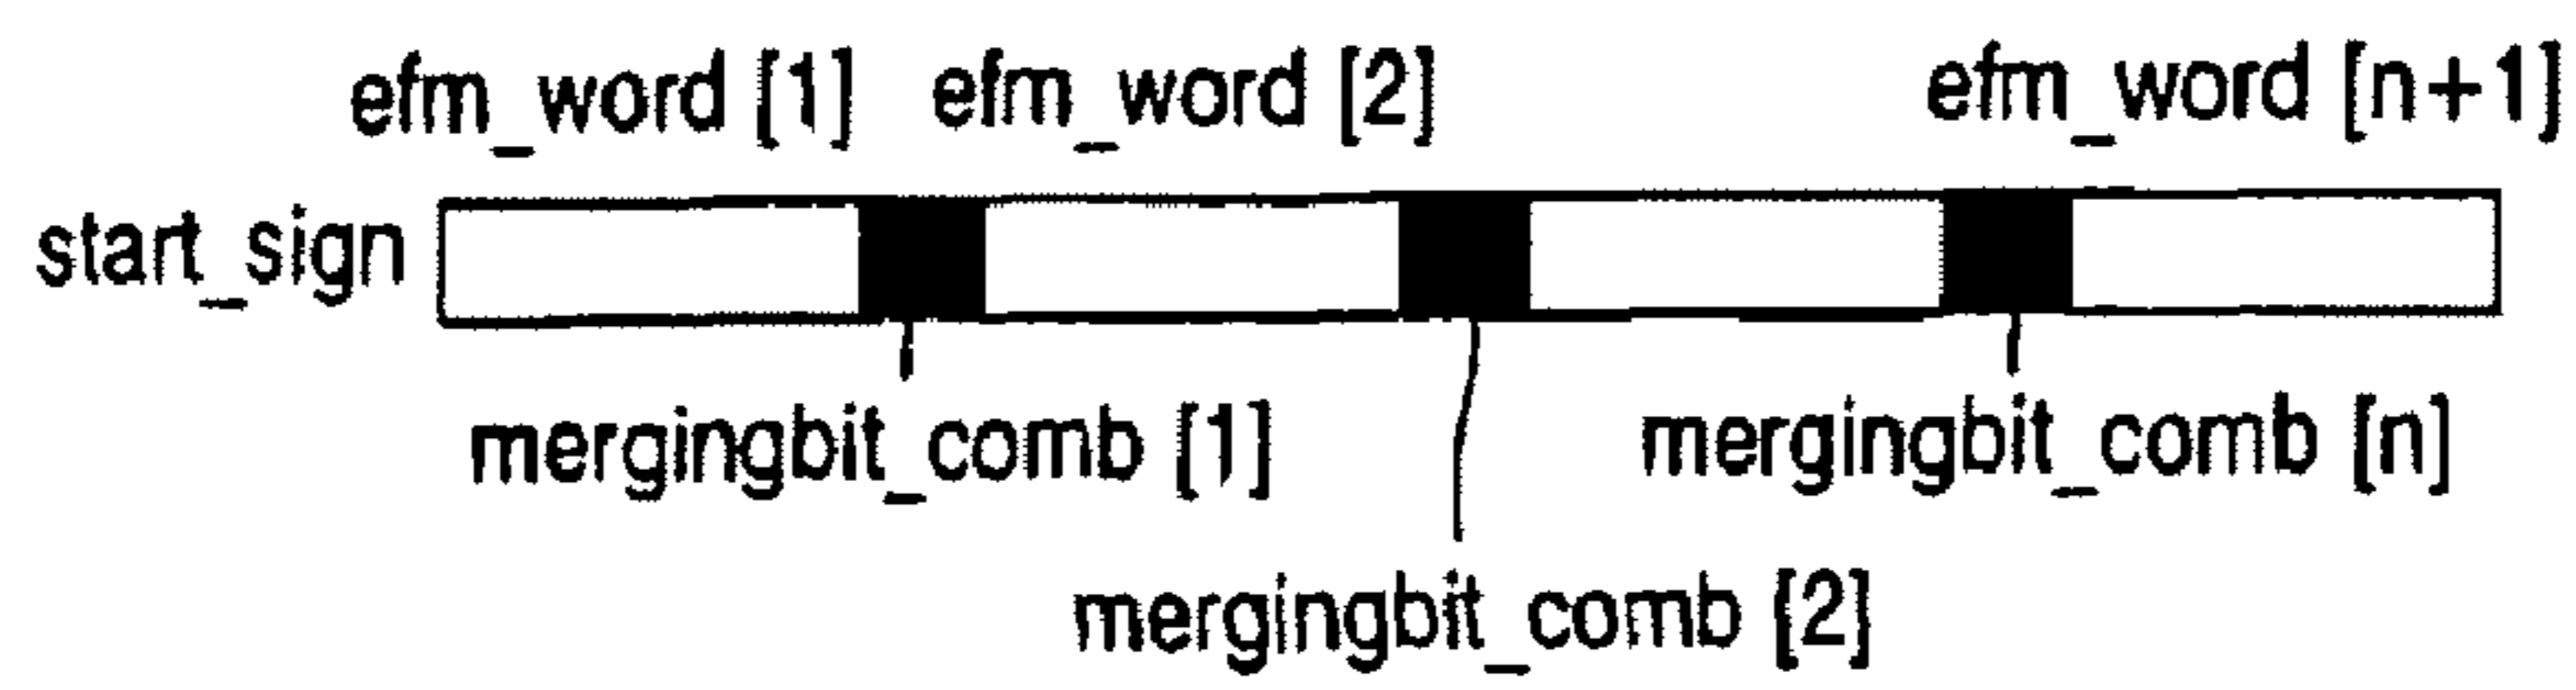 efm_word [1] efm_word [2] efm_word [n+1]
start_sign
mergingbit_comb [1] mergingbit_comb [n]
mergingbit_comb [2]